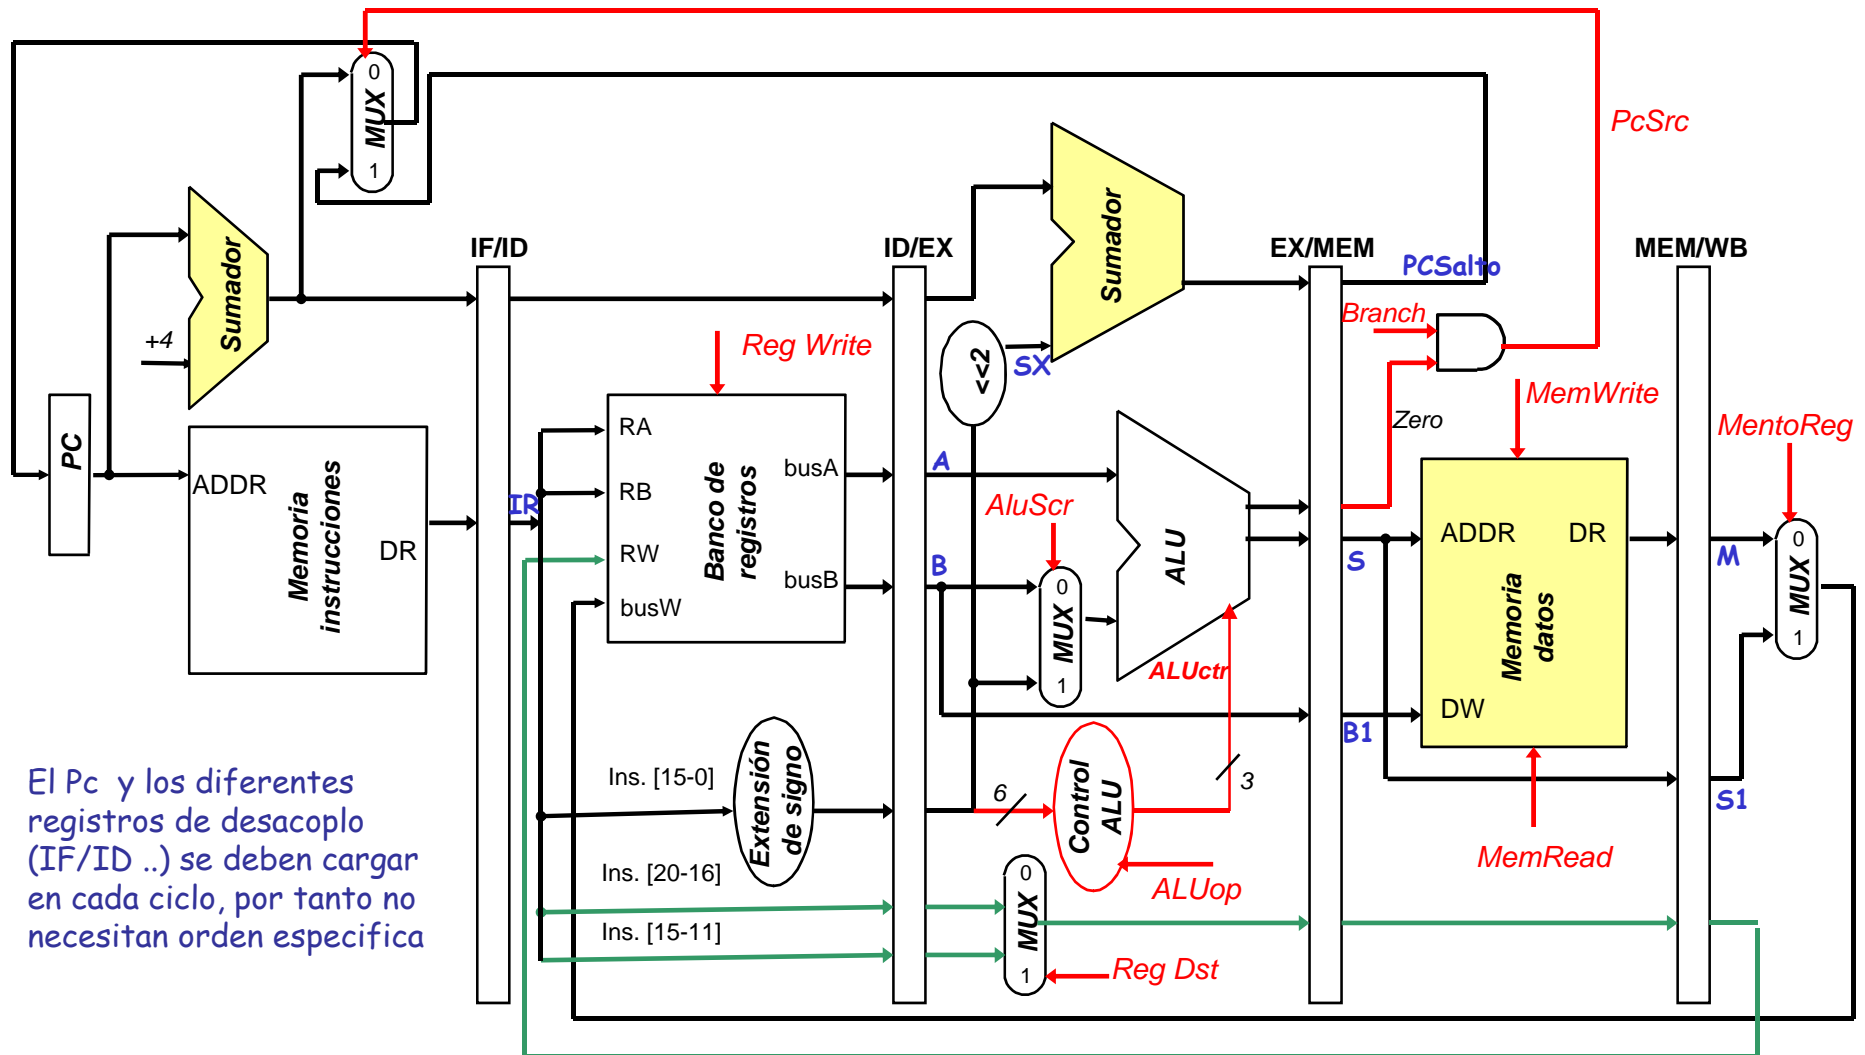 0
MUX
1
PcSrc
Sumador
+4
IF/ID
ID/EX
Sumador
EX/MEM
PCSalto
MEM/WB
Branch
Reg Write
<<2
SX
MemWrite
Zero
MentoReg
PC
ADDR
Memoria
instrucciones
DR
IR
RA
RB
RW
busW
Banco de
registros
busA
busB
A
B
AluScr
0
MUX
1
ALU
ALUctr
S
B1
ADDR
DR
DW
Memoria
datos
M
0
MUX
1
S1
Ins. [15-0]
Extensión
de signo
6
Control
ALU
3
MemRead
ALUop
Ins. [20-16]
Ins. [15-11]
0
MUX
1
Reg Dst
El Pc y los diferentes
registros de desacoplo
(IF/ID ..) se deben cargar
en cada ciclo, por tanto no
necesitan orden especifica